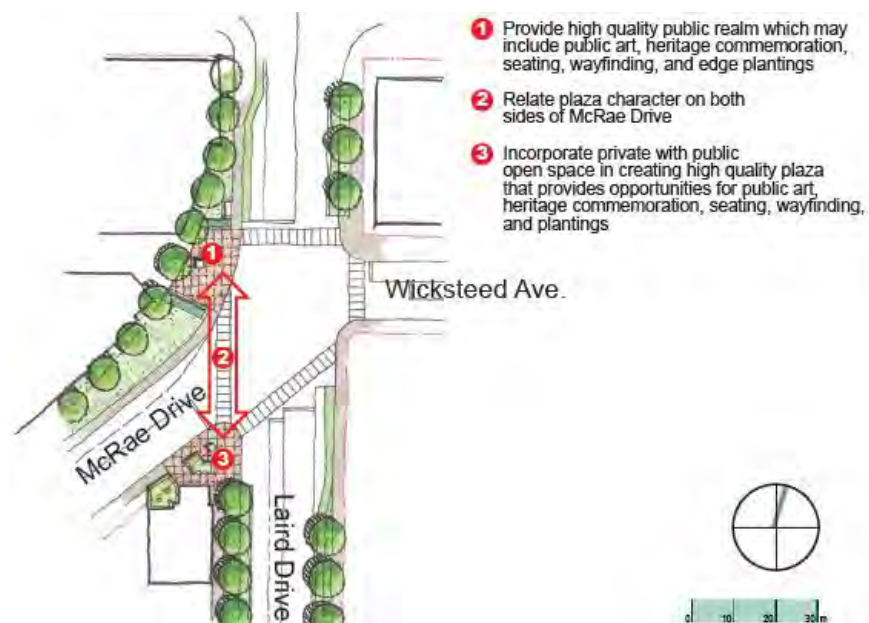 1 Provide high quality public realm which may
include public art, heritage commemoration,
seating, wayfinding, and edge plantings
2 Relate plaza character on both
sides of McRae Drive
3 Incorporate private with public
open space in creating high quality plaza
that provides opportunities for public art,
heritage commemoration, seating, wayfinding,
and plantings
1
Wicksteed Ave.
2
McRae Drive
3
Laird Drive
0 10 20 30 m